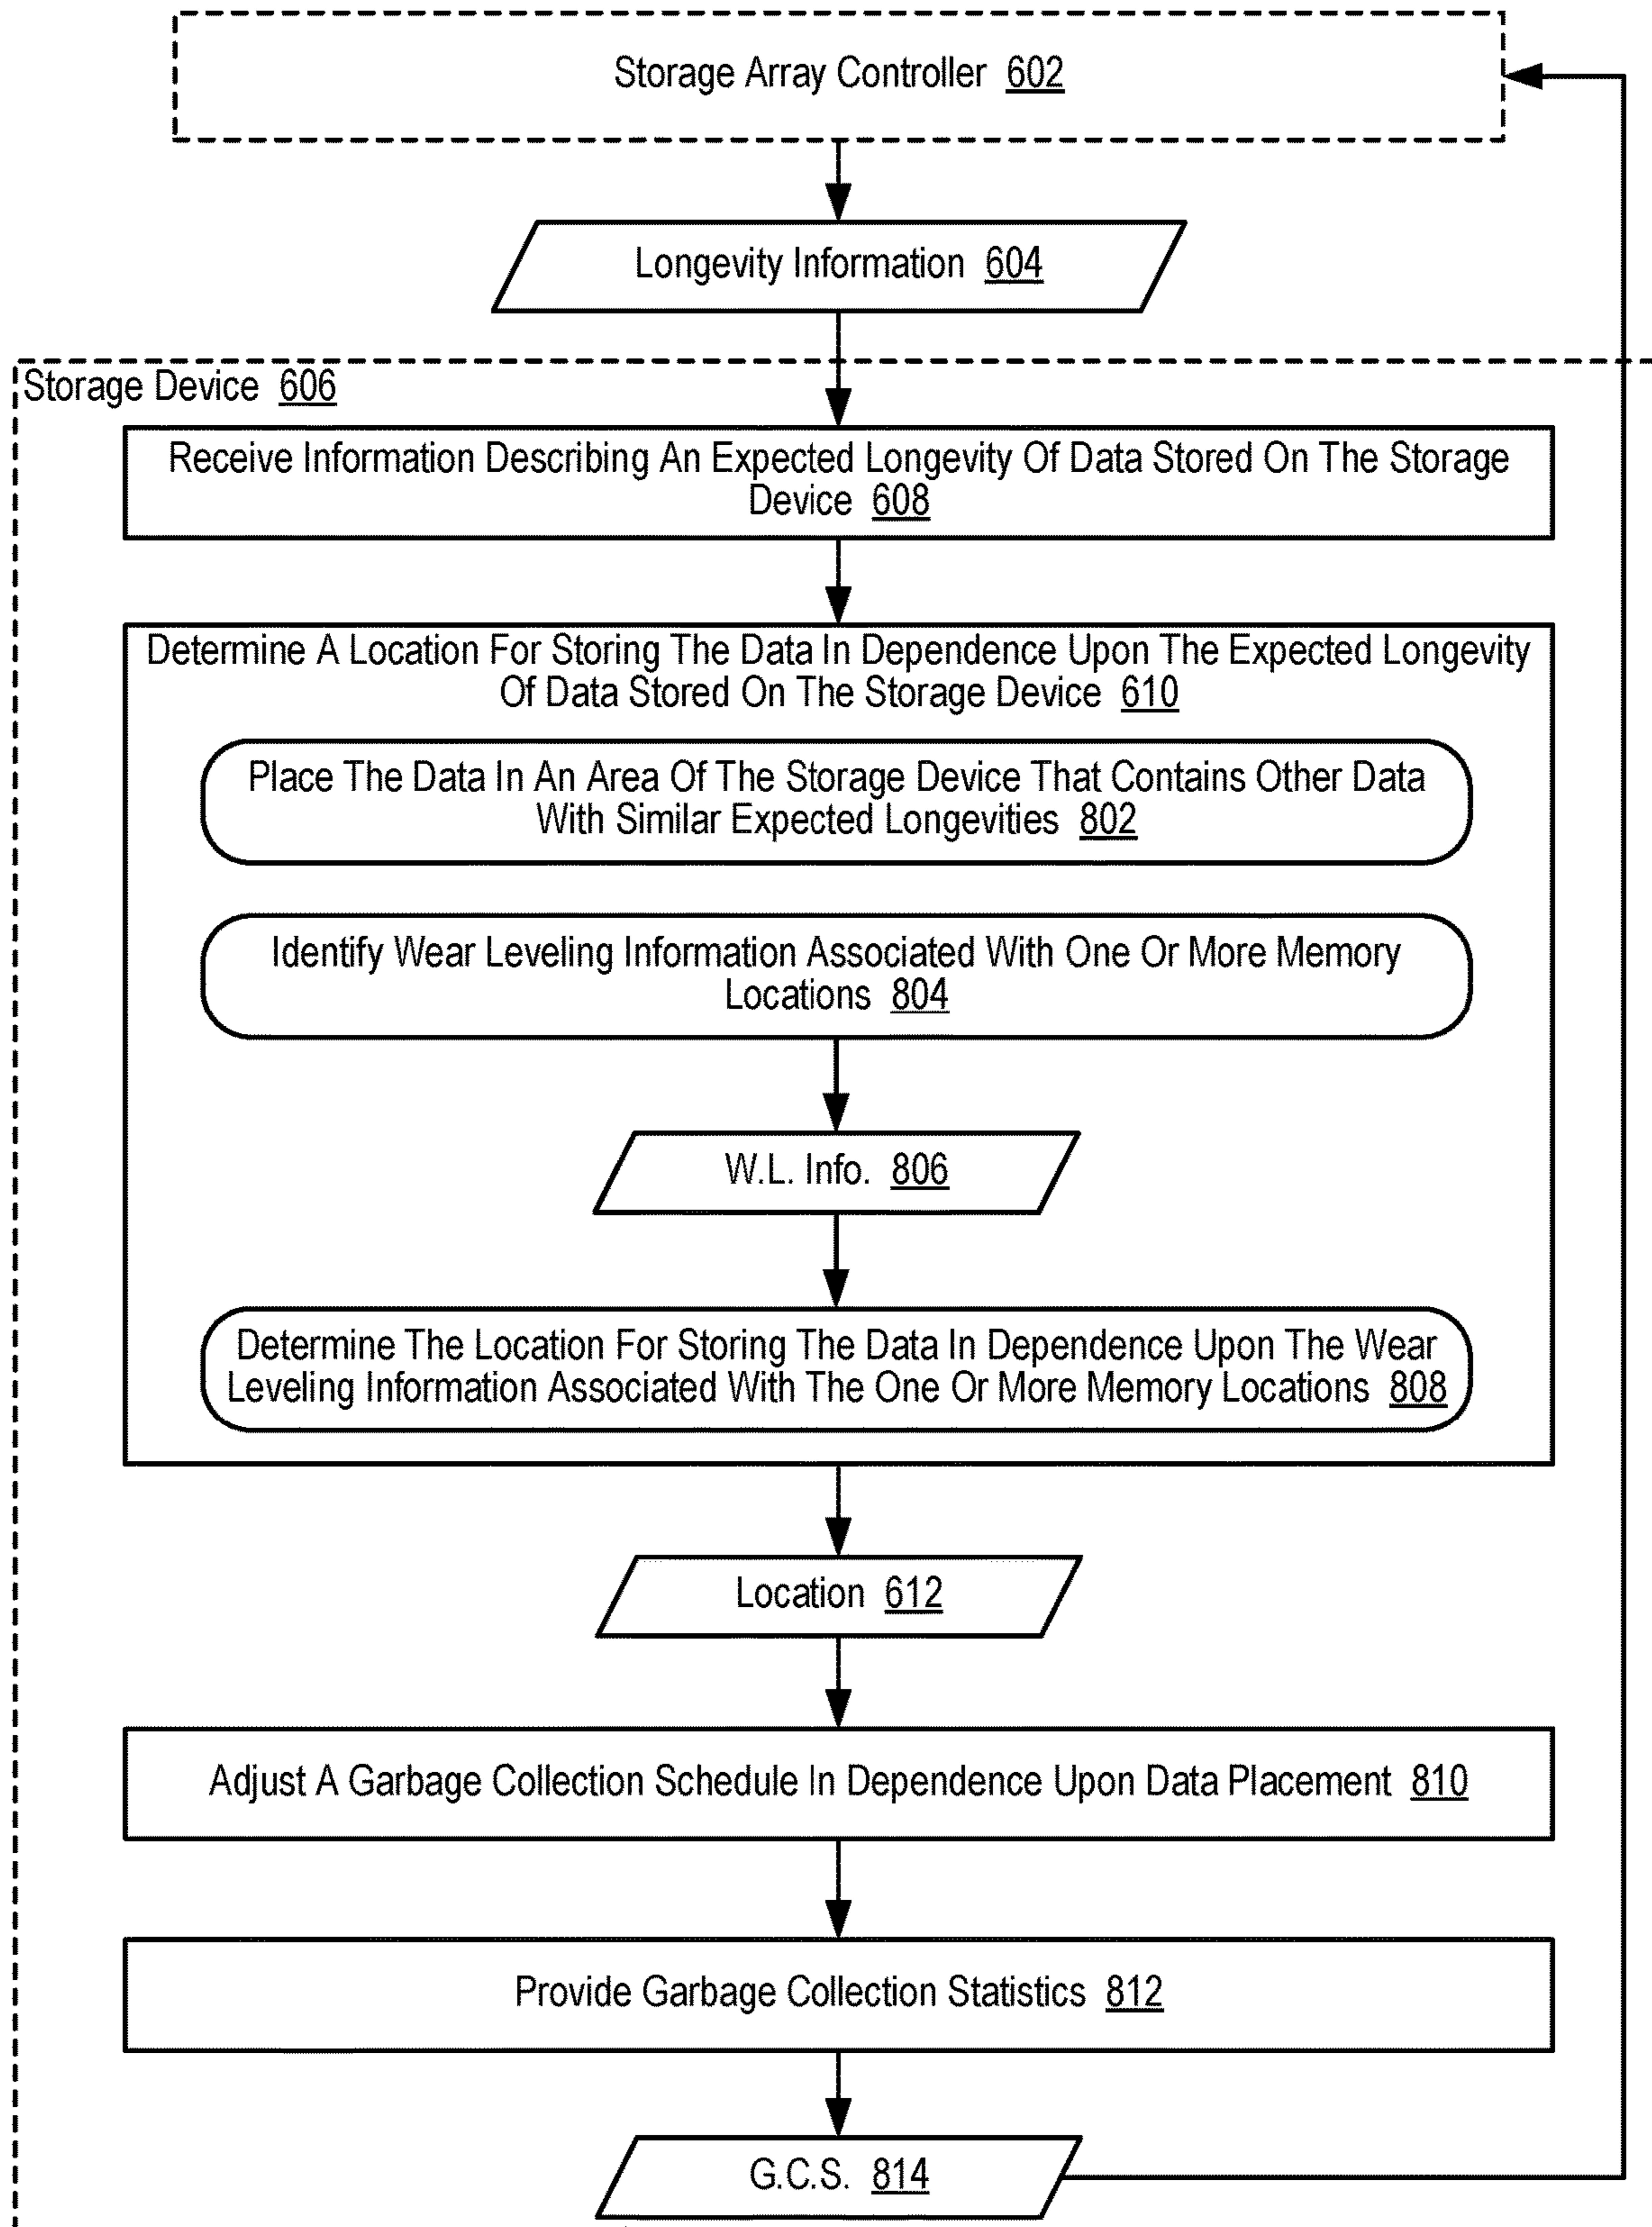 Storage Array Controller 602
Longevity Information 604
Storage Device 606
Receive Information Describing An Expected Longevity Of Data Stored On The Storage
Device 608
Determine A Location For Storing The Data In Dependence Upon The Expected Longevity
Of Data Stored On The Storage Device 610
Place The Data In An Area Of The Storage Device That Contains Other Data
With Similar Expected Longevities 802
Identify Wear Leveling Information Associated With One Or More Memory
Locations 804
W.L. Info. 806
Determine The Location For Storing The Data In Dependence Upon The Wear
Leveling Information Associated With The One Or More Memory Locations 808
Location 612
Adjust A Garbage Collection Schedule In Dependence Upon Data Placement 810
Provide Garbage Collection Statistics 812
G.C.S. 814